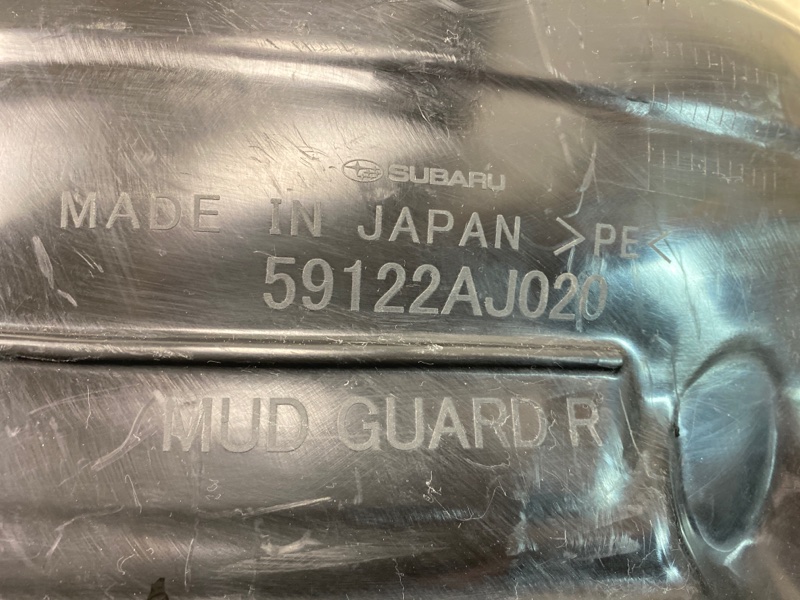 SUBARU
MADE IN JAPAN >PE<
59122AJ020
MUD GUARD R